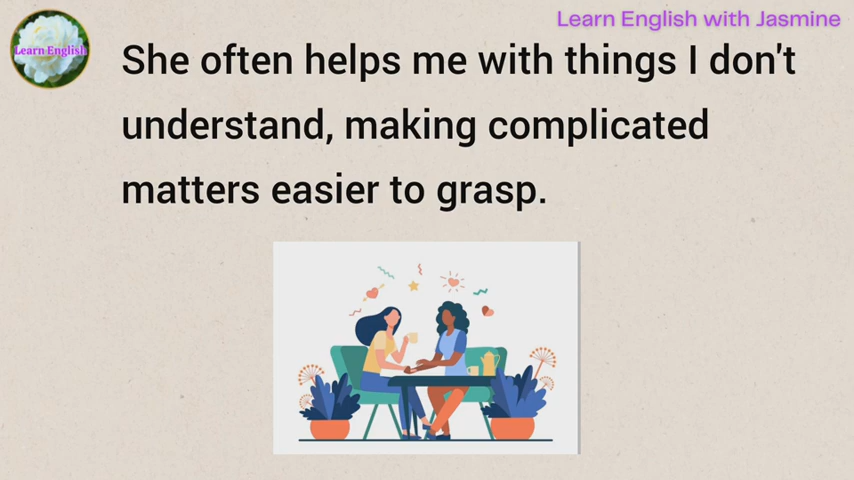 Learn English with Jasmine
Learn English
She often helps me with things I don't
understand, making complicated
matters easier to grasp.